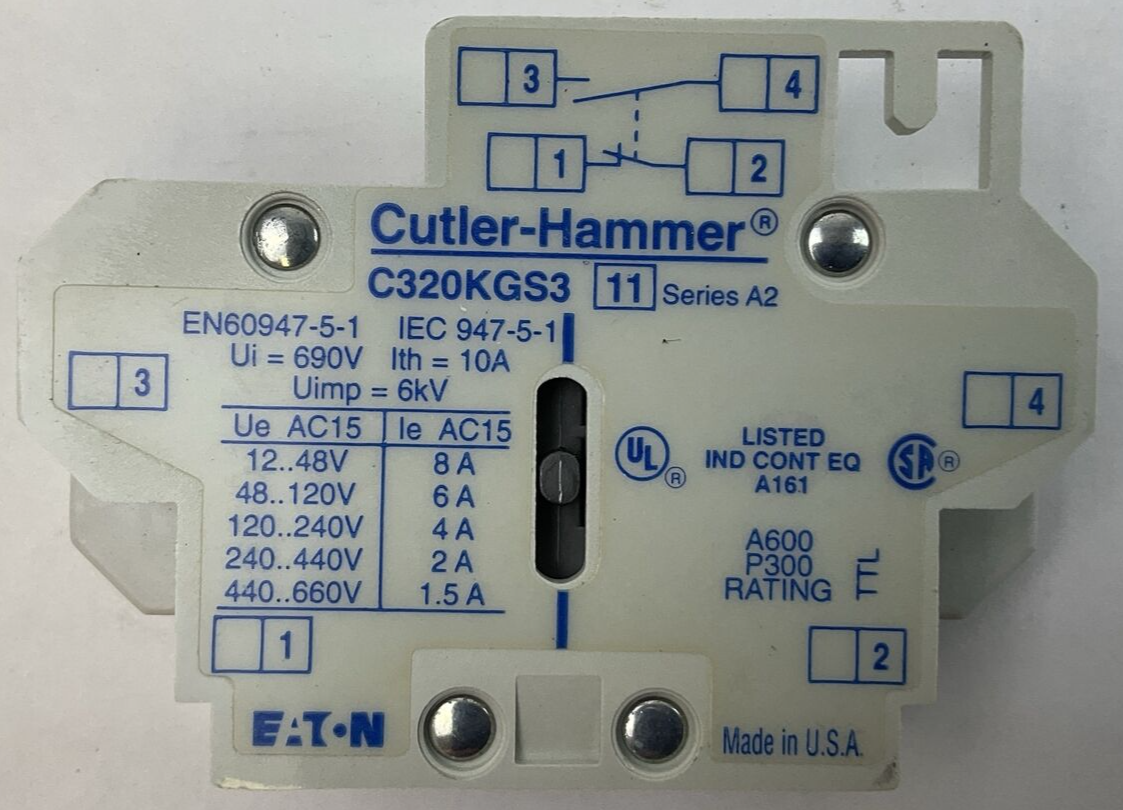 3 4
1 2
Cutler-Hammer®
C320KGS3 11 Series A2
EN60947-5-1 IEC 947-5-1
Ui = 690V Ith = 10A
Uimp = 6kV
3
4
Ue AC15 Ie AC15
12..48V 8 A
48..120V 6 A
120..240V 4 A
240..440V 2 A
440..660V 1.5 A
UL®
LISTED
IND CONT EQ
A161
SA®
A600
P300
RATING
TTL
1
2
EATON
Made in U.S.A.